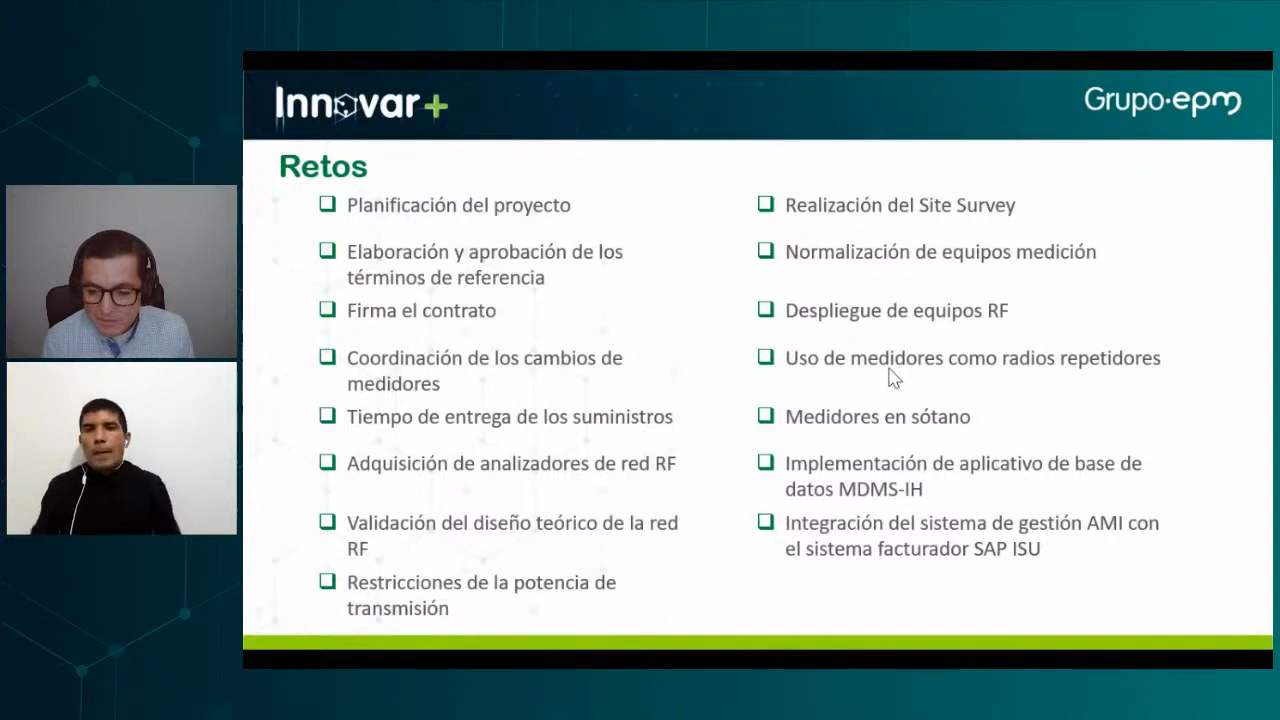 Innovar+
Grupo·epm
Retos
Planificación del proyecto
Elaboración y aprobación de los
términos de referencia
Firma el contrato
Coordinación de los cambios de
medidores
Tiempo de entrega de los suministros
Adquisición de analizadores de red RF
Validación del diseño teórico de la red
RF
Restricciones de la potencia de
transmisión
Realización del Site Survey
Normalización de equipos medición
Despliegue de equipos RF
Uso de medidores como radios repetidores
Medidores en sótano
Implementación de aplicativo de base de
datos MDMS-IH
Integración del sistema de gestión AMI con
el sistema facturador SAP ISU